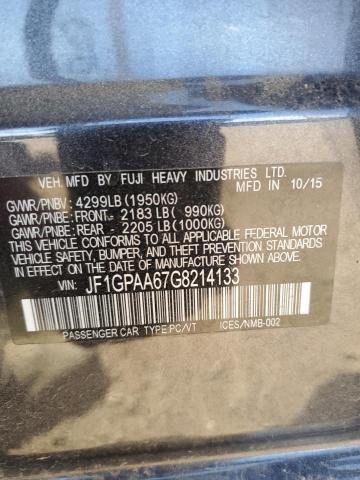 VEH. MFD BY FUJI HEAVY INDUSTRIES LTD.
IN 10/15
GVWR/PNBV : 4299LB (1950KG)
GAWR/PNBE:FRONT- 2183 LB( 990KG)
GAWR/PNBE:REAR - 2205 LB(1000KG)
THIS VEHICLE CONFORMS TO ALL APPLICABLE FEDERAL MOTOR
VEHICLE SAFETY, BUMPER, AND THEFT PREVENTION STANDARDS
IN EFFECT ON THE DATE OF MANUFACTURE SHOWN ABOVE.
VIN: JF1GPAA67G8214133
PASSENGER CAR TYPE:PC/VT ICES/NMB-002